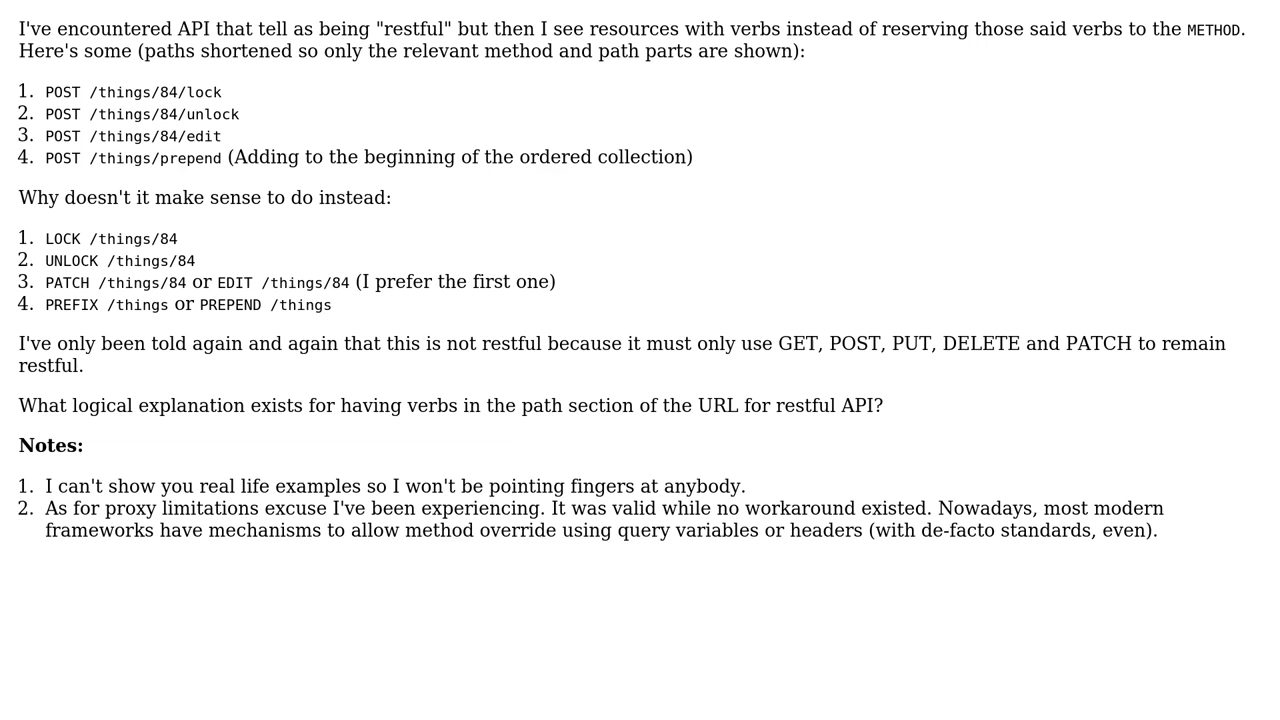 I've encountered API that tell as being "restful" but then I see resources with verbs instead of reserving those said verbs to the METHOD.
Here's some (paths shortened so only the relevant method and path parts are shown):
1. POST /things/84/lock
2. POST /things/84/unlock
3. POST /things/84/edit
4. POST /things/prepend (Adding to the beginning of the ordered collection)
Why doesn't it make sense to do instead:
1. LOCK /things/84
2. UNLOCK /things/84
3. PATCH /things/84 or EDIT /things/84 (I prefer the first one)
4. PREFIX /things or PREPEND /things
I've only been told again and again that this is not restful because it must only use GET, POST, PUT, DELETE and PATCH to remain
restful.
What logical explanation exists for having verbs in the path section of the URL for restful API?
Notes:
1. I can't show you real life examples so I won't be pointing fingers at anybody.
2. As for proxy limitations excuse I've been experiencing. It was valid while no workaround existed. Nowadays, most modern
frameworks have mechanisms to allow method override using query variables or headers (with de-facto standards, even).